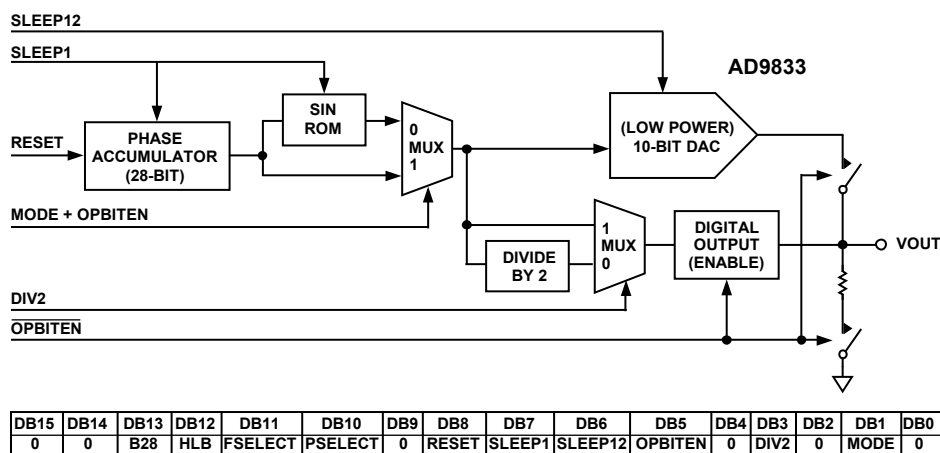 SLEEP12
SLEEP1
AD9833
SIN
ROM
(LOW POWER)
10-BIT DAC
RESET
PHASE
ACCUMULATOR
(28-BIT)
0
MUX
1
MODE + OPBITEN
1
MUX
0
DIVIDE
BY 2
DIGITAL
OUTPUT
(ENABLE)
VOUT
DIV2
OPBITEN
DB15 DB14 DB13 DB12 DB11 DB10 DB9 DB8 DB7 DB6 DB5 DB4 DB3 DB2 DB1 DB0
0 0 B28 HLB FSELECT PSELECT 0 RESET SLEEP1 SLEEP12 OPBITEN 0 DIV2 0 MODE 0